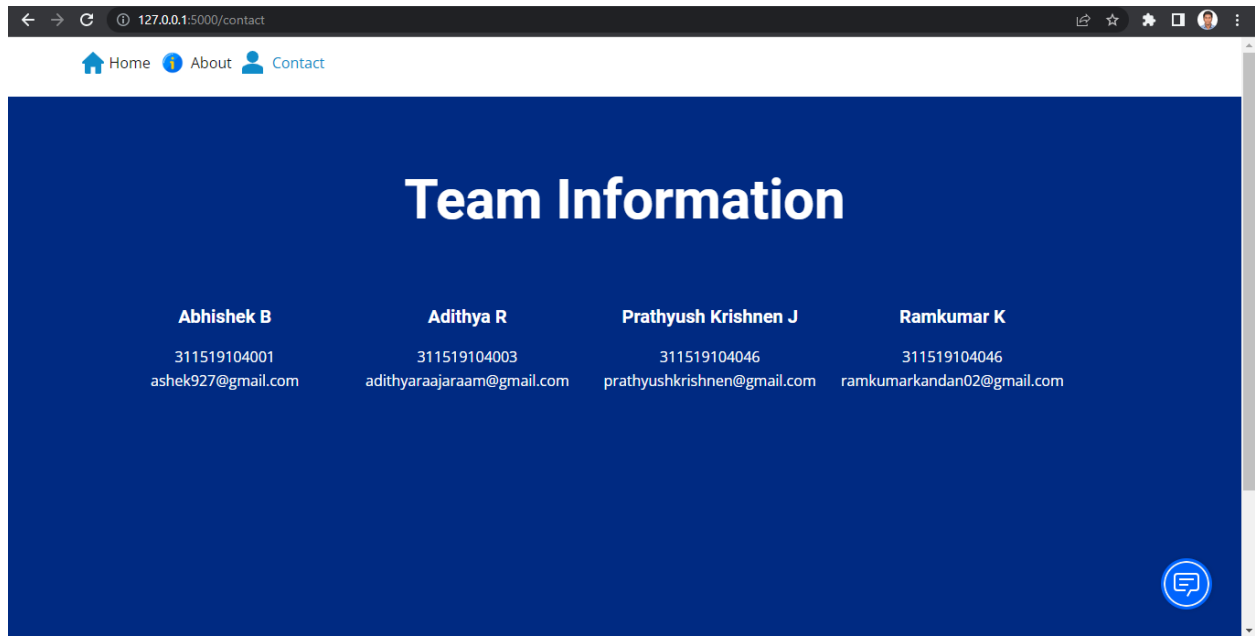 127.0.0.1:5000/contact
Home About Contact
Team Information
Abhishek B Adithya R Prathyush Krishnen J Ramkumar K
311519104001 311519104003 311519104046 311519104046
ashek927@gmail.com adithyaraajaraam@gmail.com prathyushkrishnen@gmail.com ramkumarkandan02@gmail.com